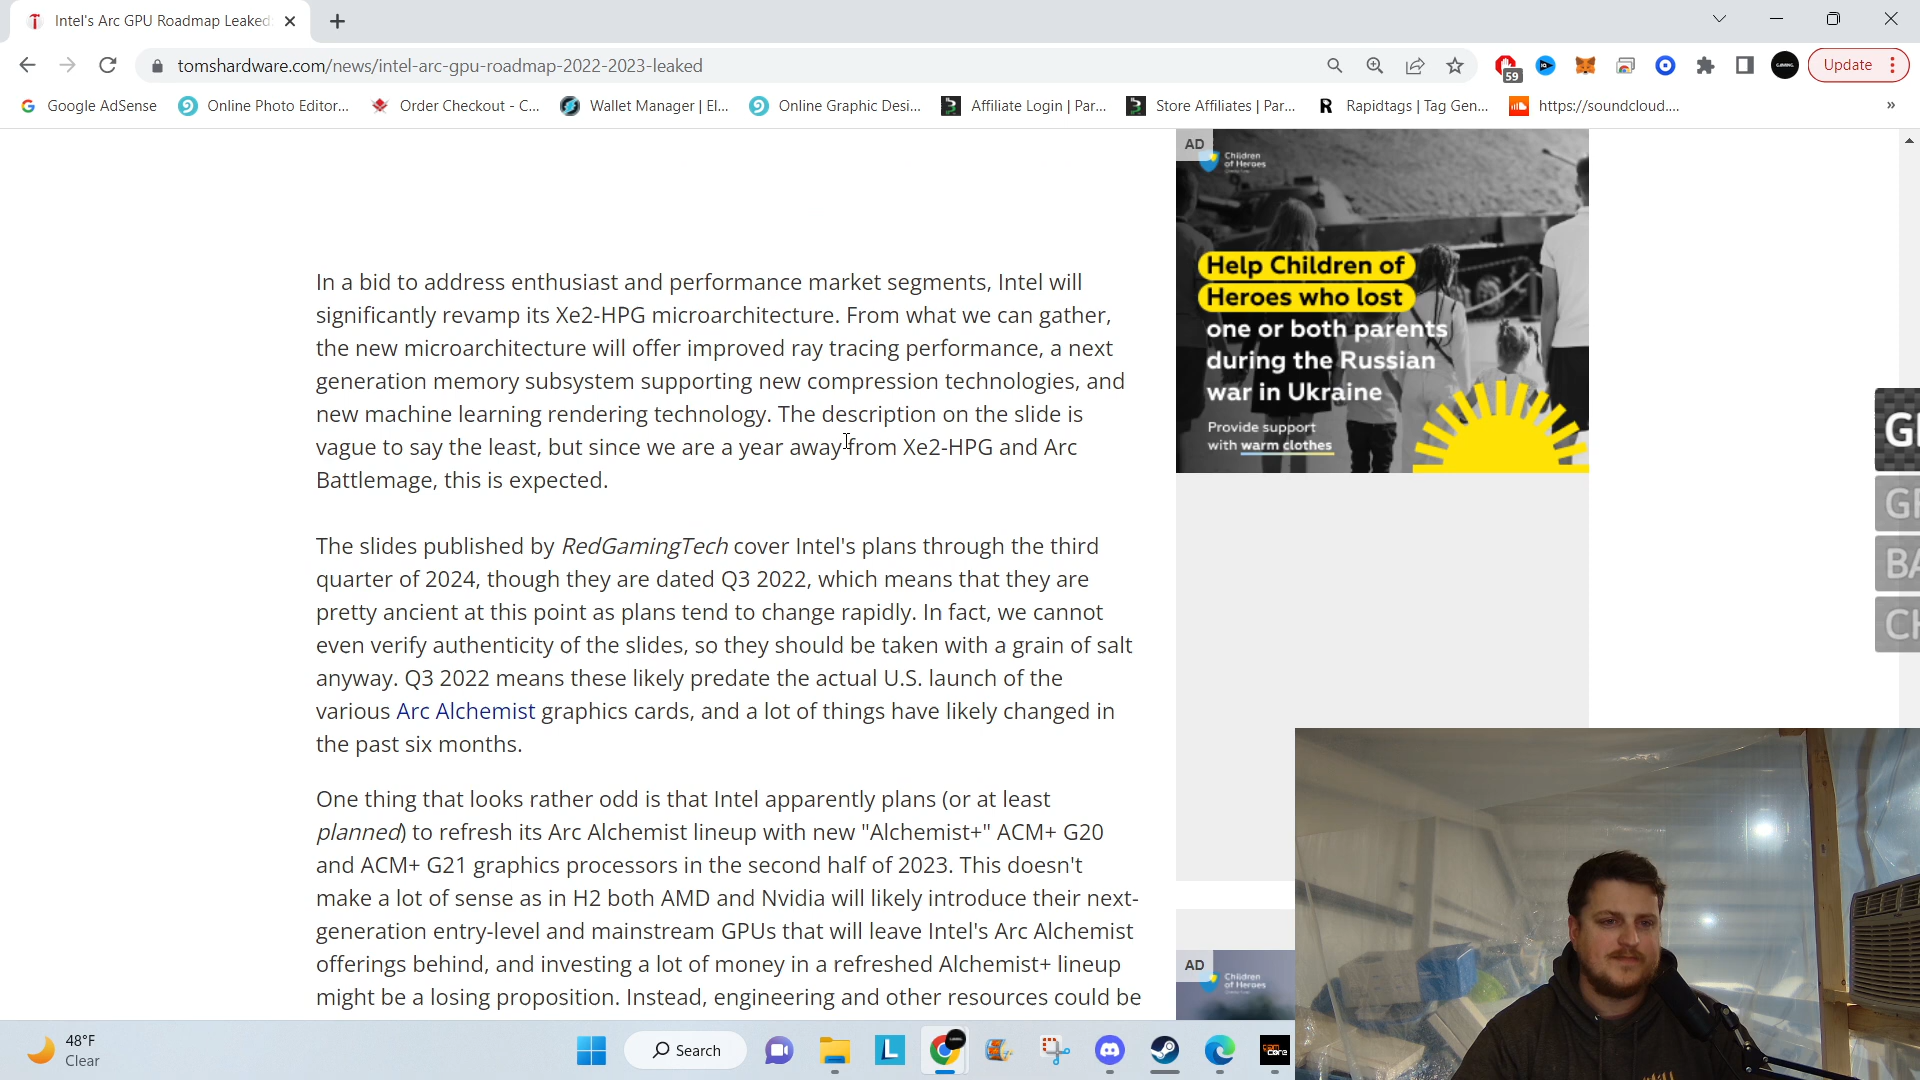 Intel's Arc GPU Roadmap Leaked:
tomshardware.com/news/intel-arc-gpu-roadmap-2022-2023-leaked
59
Update
Google AdSense
Online Photo Editor...
Order Checkout - C...
Wallet Manager | El...
Online Graphic Desi...
Affiliate Login | Par...
Store Affiliates | Par...
Rapidtags | Tag Gen...
https://soundcloud....
»
In a bid to address enthusiast and performance market segments, Intel will
significantly revamp its Xe2-HPG microarchitecture. From what we can gather,
the new microarchitecture will offer improved ray tracing performance, a next
generation memory subsystem supporting new compression technologies, and
new machine learning rendering technology. The description on the slide is
vague to say the least, but since we are a year away from Xe2-HPG and Arc
Battlemage, this is expected.
The slides published by RedGamingTech cover Intel's plans through the third
quarter of 2024, though they are dated Q3 2022, which means that they are
pretty ancient at this point as plans tend to change rapidly. In fact, we cannot
even verify authenticity of the slides, so they should be taken with a grain of salt
anyway. Q3 2022 means these likely predate the actual U.S. launch of the
various Arc Alchemist graphics cards, and a lot of things have likely changed in
the past six months.
One thing that looks rather odd is that Intel apparently plans (or at least
planned) to refresh its Arc Alchemist lineup with new "Alchemist+" ACM+ G20
and ACM+ G21 graphics processors in the second half of 2023. This doesn't
make a lot of sense as in H2 both AMD and Nvidia will likely introduce their next-
generation entry-level and mainstream GPUs that will leave Intel's Arc Alchemist
offerings behind, and investing a lot of money in a refreshed Alchemist+ lineup
might be a losing proposition. Instead, engineering and other resources could be
AD
Children
of Heroes
Help Children of
Heroes who lost
one or both parents
during the Russian
war in Ukraine
Provide support
with warm clothes
AD
Children
of Heroes
48°F
Clear
Search